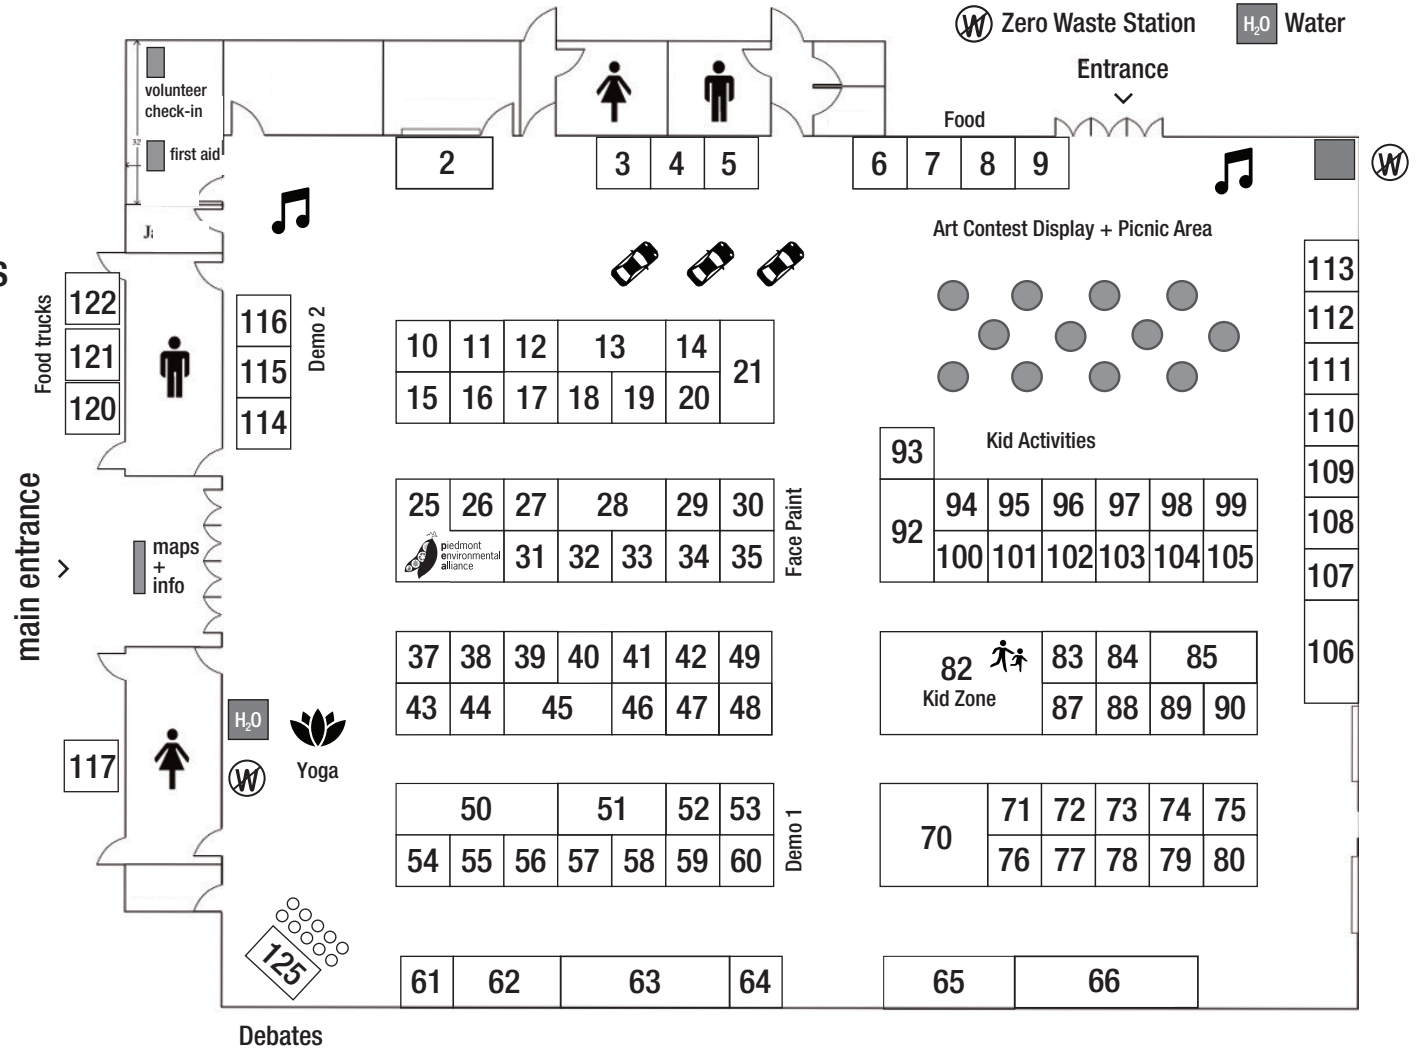 Zero Waste Station
H₂O Water
Entrance
volunteer
check-in
32
first aid
Food
2
3 4 5
6 7 8 9
Art Contest Display + Picnic Area
s
Food trucks
122
121
120
116
115
114
Demo 2
10 11 12 13 14
15 16 17 18 19 20
21
113
112
111
110
109
108
107
106
Kid Activities
93
92
94 95 96 97 98 99
100 101 102 103 104 105
25 26 27 28 29 30
31 32 33 34 35
piedmont
environmental
alliance
Face Paint
main entrance
maps
+
info
37 38 39 40 41 42 49
43 44 45 46 47 48
82
Kid Zone
83 84 85
87 88 89 90
H₂O
Yoga
117
50 51 52 53
54 55 56 57 58 59 60
Demo 1
70
71 72 73 74 75
76 77 78 79 80
125
Debates
61 62 63 64
65 66